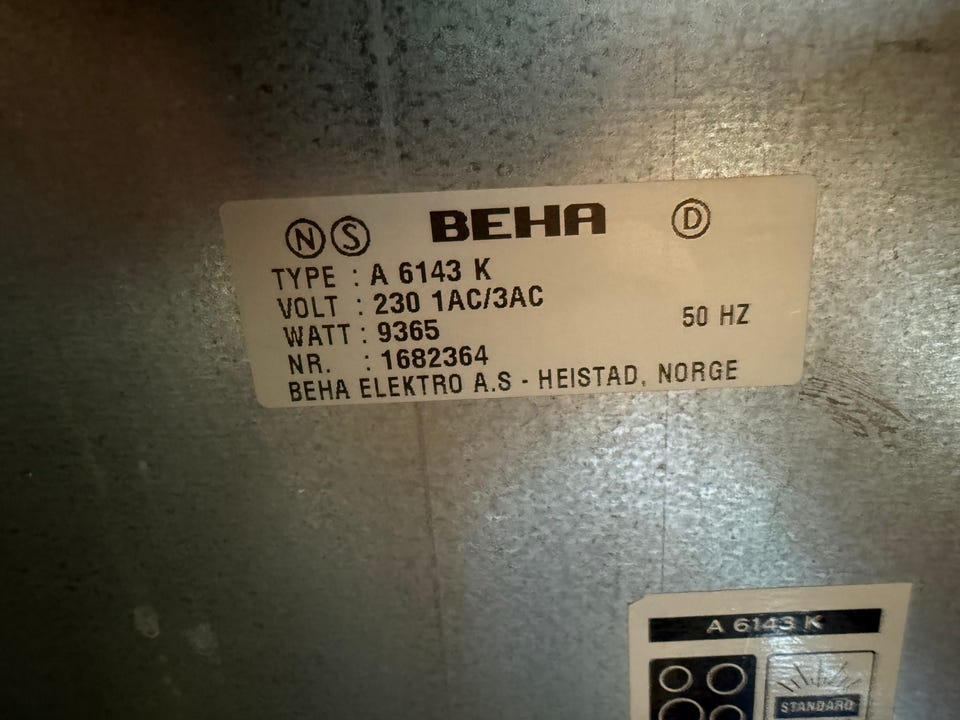 N S BEHA D
TYPE : A 6143 K
VOLT : 230 1AC/3AC
WATT : 9365 50 HZ
NR. : 1682364
BEHA ELEKTRO A.S - HEISTAD, NORGE
A 6143 K
STANDARD